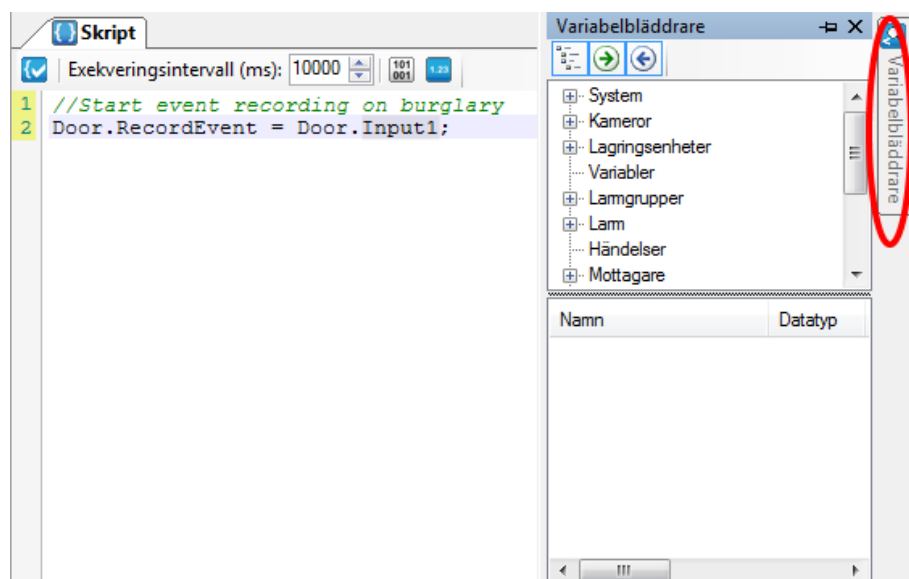 Skript
Exekveringsintervall (ms): 10000
101
001
1.23
1 //Start event recording on burglary
2 Door.RecordEvent = Door.Input1;
Variabelbläddrare
System
Kameror
Lagringsenheter
Variabler
Larmgrupper
Larm
Händelser
Mottagare
Namn Datatyp
Variabelbläddrare